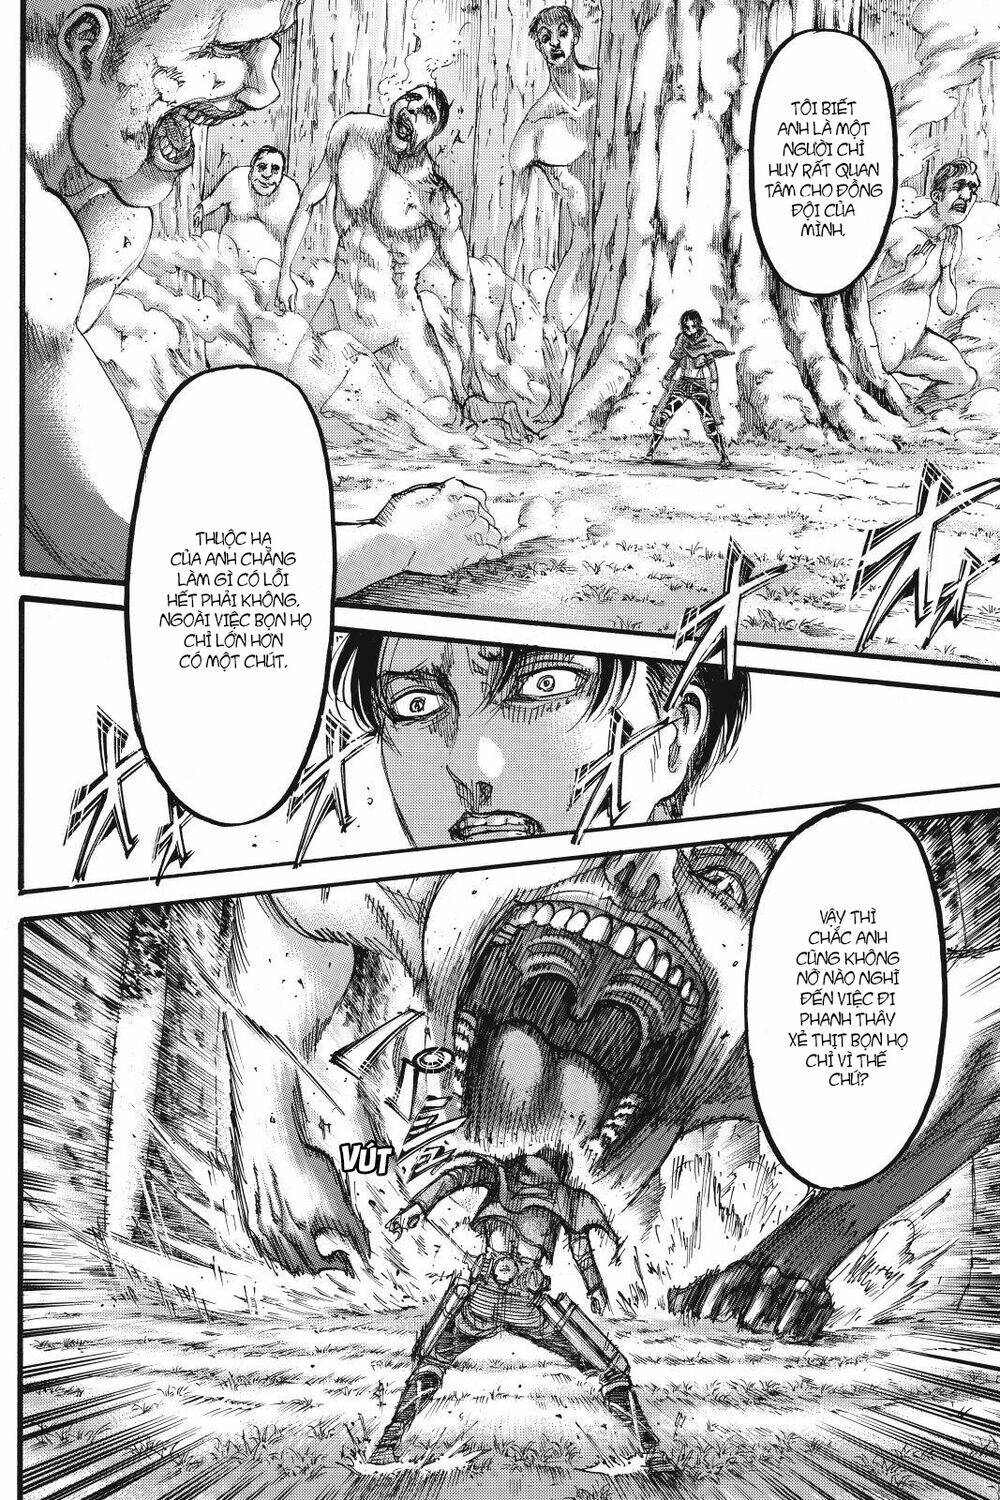 TÔI BIẾT
ANH LÀ MỘT
NGƯỜI CHỈ
HUY RẤT QUAN
TÂM CHO ĐỒNG
ĐỘI CỦA
MÌNH.
THUỘC HẠ
CỦA ANH CHẲNG
LÀM GÌ CÓ LỖI
HẾT PHẢI KHÔNG,
NGOÀI VIỆC BỌN HỌ
CHỈ LỚN HƠN
CÓ MỘT CHÚT.
VẬY THÌ
CHẮC ANH
CŨNG KHÔNG
NỠ NÀO NGHĨ
ĐẾN VIỆC ĐI
PHANH THÂY
XẺ THỊT BỌN HỌ
CHỈ VÌ THẾ
CHỨ?
VÚT